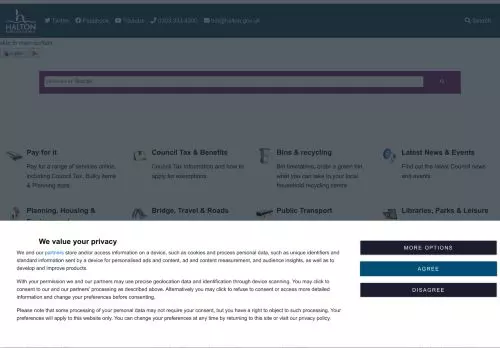 HALTON
Twitter Facebook Youtube 0303 333 4300 hdl@halton.gov.uk Search
skip to main content
Pay for it
Council Tax & Benefits
Bins & recycling
Latest News & Events
Pay for a range of services online, including Council Tax, Bulky items & Planning apps
Council Tax information and how to apply for exemptions
Bin timetables, order a green bin, what you can take to your local household recycling centre
Find out the latest Council news and events
Planning, Housing &
Bridge, Travel & Roads
Public Transport
Libraries, Parks & Leisure
We value your privacy
We and our partners store and/or access information on a device, such as cookies and process personal data, such as unique identifiers and
standard information sent by a device for personalised ads and content, ad and content measurement, and audience insights, as well as to
develop and improve products.
With your permission we and our partners may use precise geolocation data and identification through device scanning. You may click to
consent to our and our partners' processing as described above. Alternatively you may click to refuse to consent or access more detailed
information and change your preferences before consenting.
Please note that some processing of your personal data may not require your consent, but you have a right to object to such processing. Your
preferences will apply to this website only. You can change your preferences at any time by returning to this site or visit our privacy policy.
MORE OPTIONS
AGREE
DISAGREE